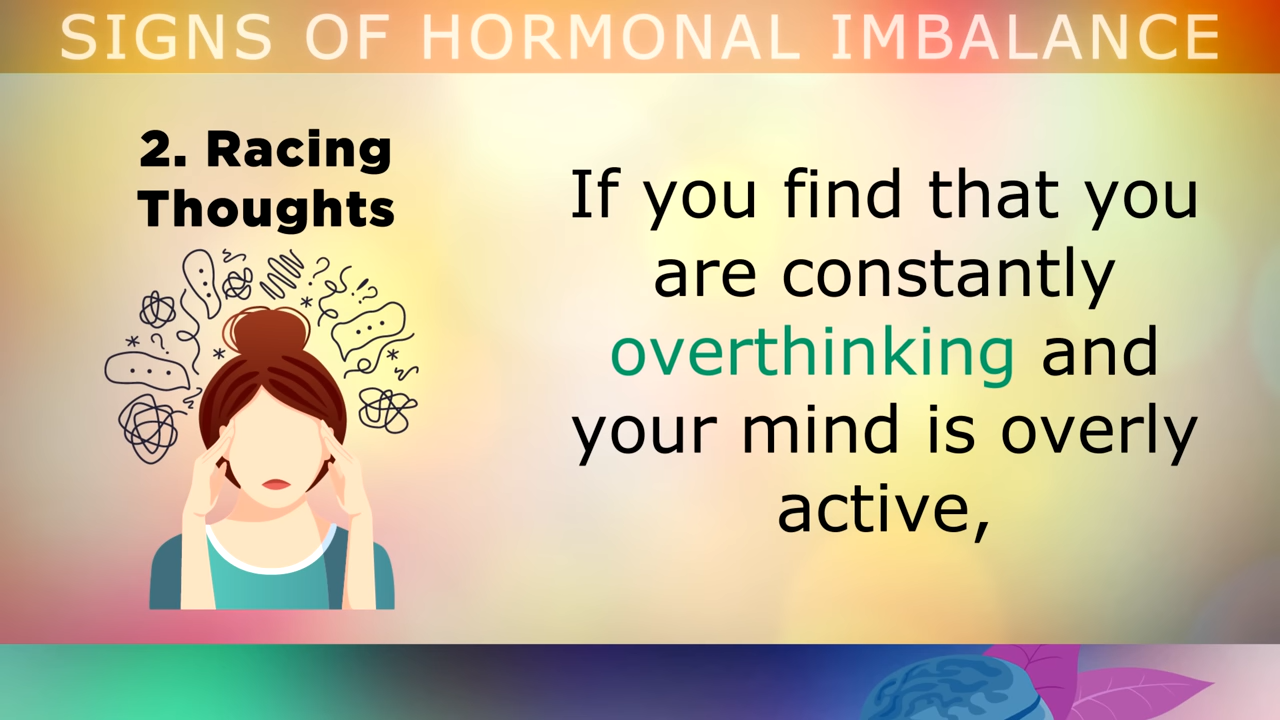 SIGNS OF HORMONAL IMBALANCE
2. Racing
Thoughts
If you find that you
are constantly
overthinking and
your mind is overly
active,